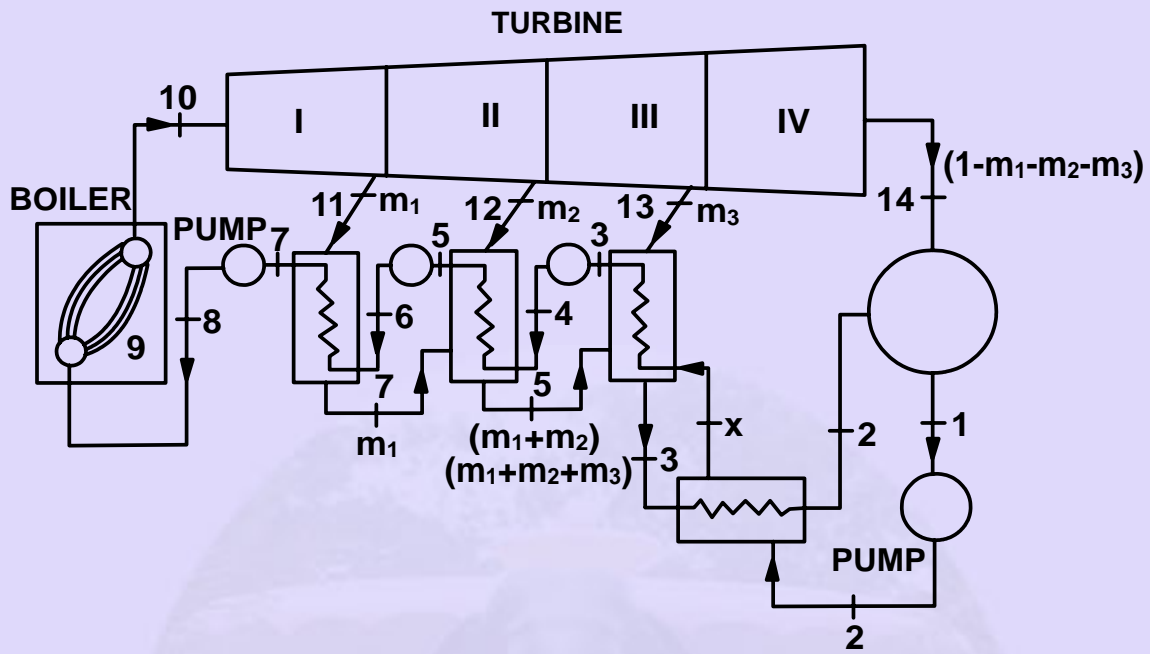 TURBINE
10
I
II
III
IV
(1-m₁-m₂-m₃)
BOILER
11
m₁
12
m₂
13
m₃
14
PUMP
7
5
3
8
6
4
9
7
5
x
2
1
m₁
(m₁+m₂)
(m₁+m₂+m₃)
3
PUMP
2